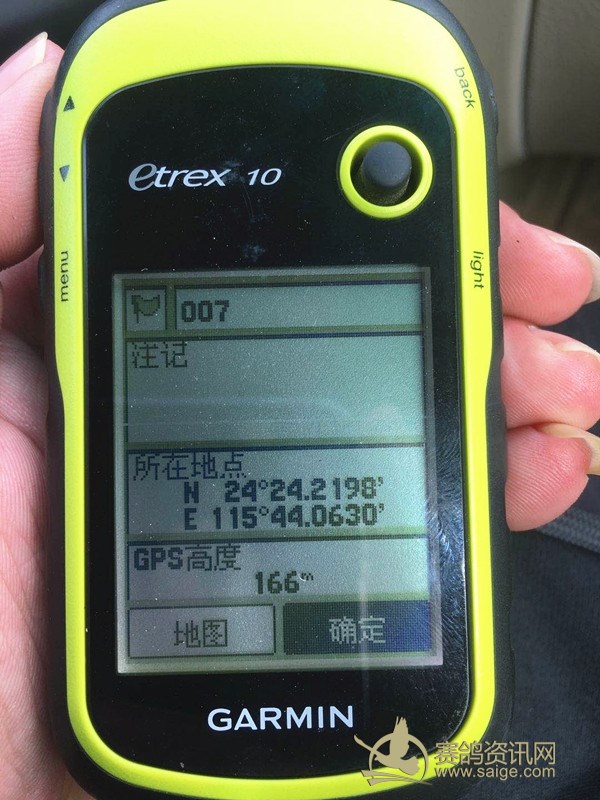 back
etrex 10
menu
light
007
注记
所在地点
N 24°24.2198'
E 115°44.0630'
GPS高度
166m
地图
确定
GARMIN
赛鸽资讯网
www.saige.com